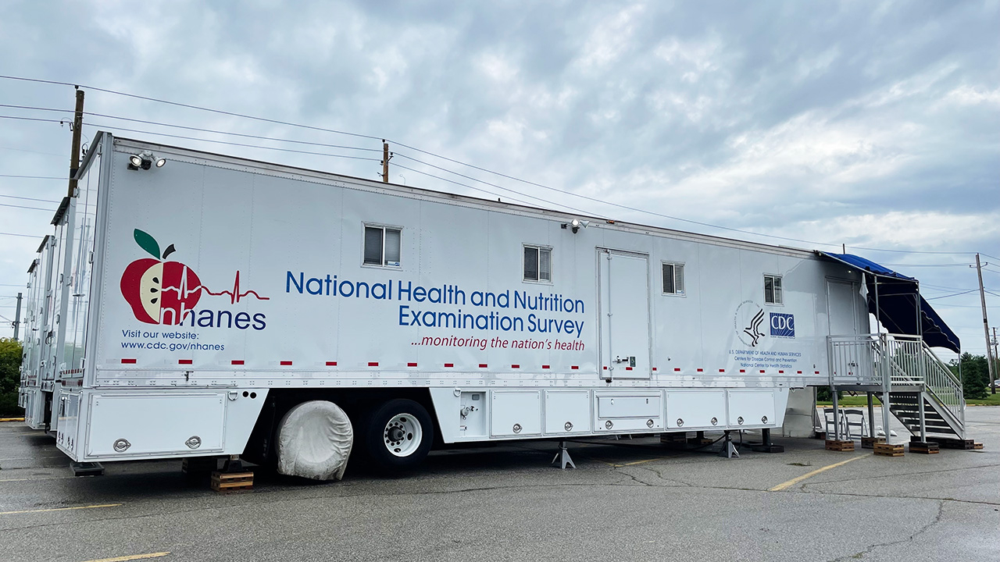 nhanes
Visit our website:
www.cdc.gov/nhanes
National Health and Nutrition
Examination Survey
...monitoring the nation's health
CDC
U.S. DEPARTMENT OF HEALTH AND HUMAN SERVICES
Centers for Disease Control and Prevention
National Center for Health Statistics